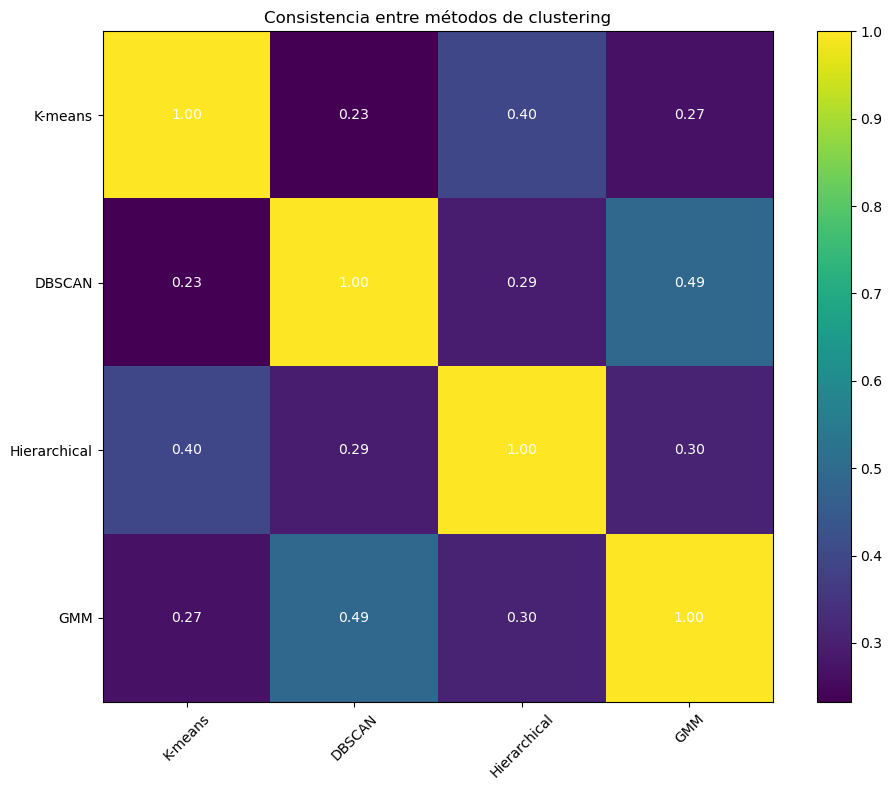 Consistencia entre métodos de clustering
K-means
1.00 0.23 0.40 0.27
DBSCAN
0.23 1.00 0.29 0.49
Hierarchical
0.40 0.29 1.00 0.30
GMM
0.27 0.49 0.30 1.00
K-means
DBSCAN
Hierarchical
GMM
1.0
0.9
0.8
0.7
0.6
0.5
0.4
0.3